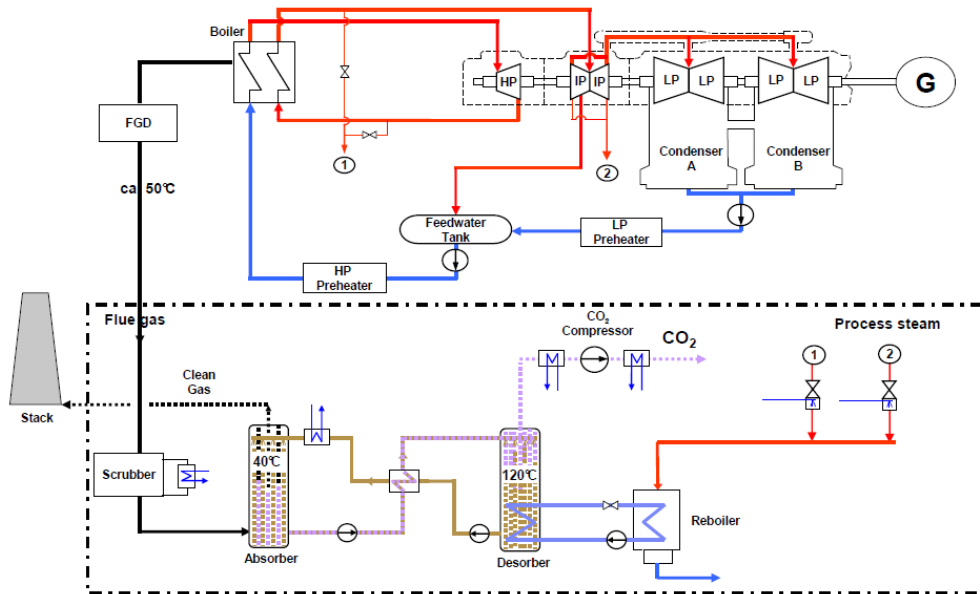 Boiler
HP
IP
IP
LP
LP
LP
LP
G
FGD
1
2
Condenser
A
Condenser
B
ca. 50°C
Feedwater
Tank
LP
Preheater
HP
Preheater
Flue gas
CO2
Compressor
CO2
Process steam
1
2
Clean
Gas
Stack
40°C
120°C
Scrubber
Reboiler
Absorber
Desorber